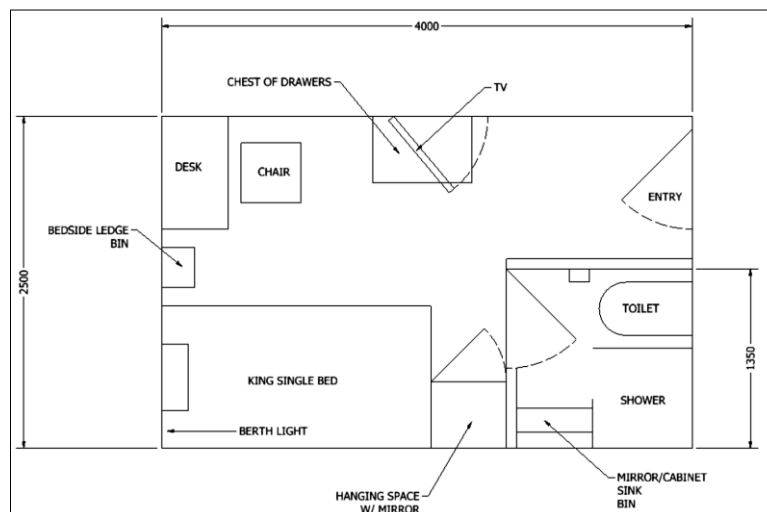 4000
CHEST OF DRAWERS
TV
DESK
CHAIR
ENTRY
BEDSIDE LEDGE
BIN
2500
TOILET
1350
KING SINGLE BED
SHOWER
BERTH LIGHT
HANGING SPACE
W/ MIRROR
MIRROR/CABINET
SINK
BIN